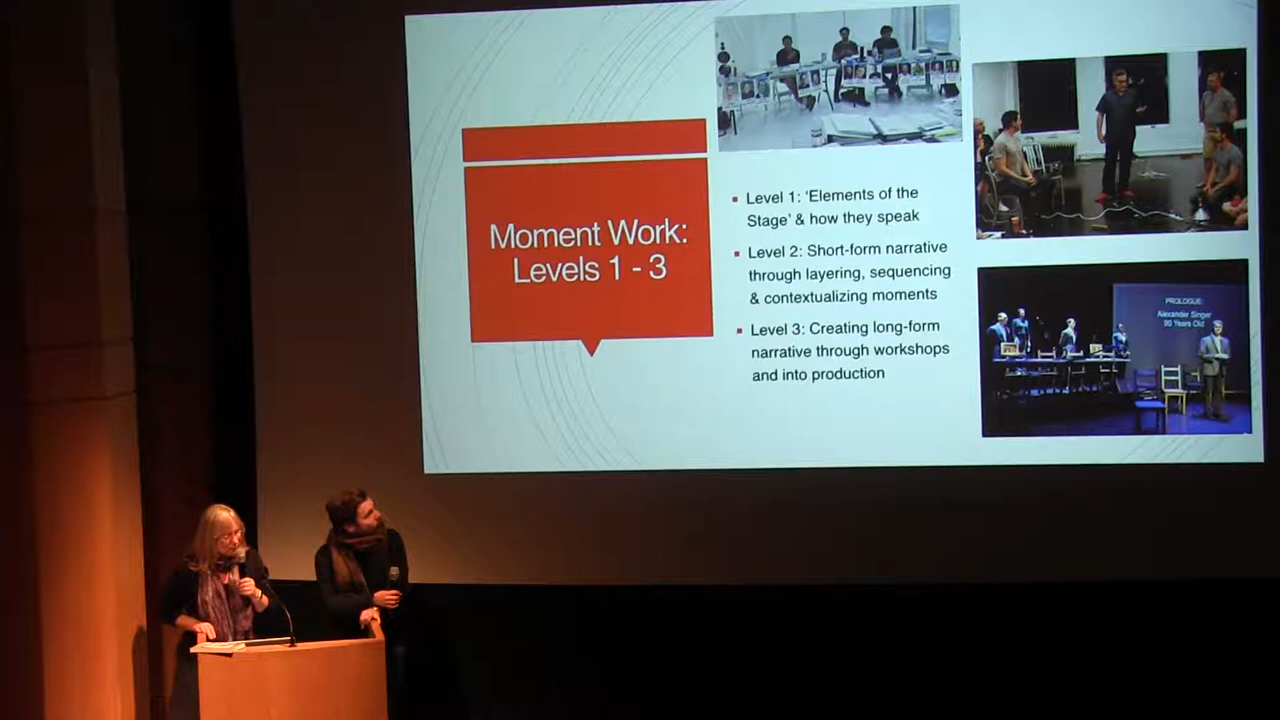 Moment Work:
Levels 1 - 3
Level 1: ‘Elements of the
Stage’ & how they speak
Level 2: Short-form narrative
through layering, sequencing
& contextualizing moments
Level 3: Creating long-form
narrative through workshops
and into production
PROLOGUE:
Alexander Singer
90 Years Old